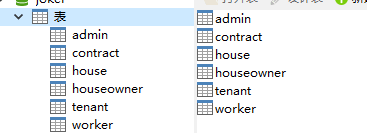 joker
表
admin
contract
house
houseowner
tenant
worker
admin
contract
house
houseowner
tenant
worker